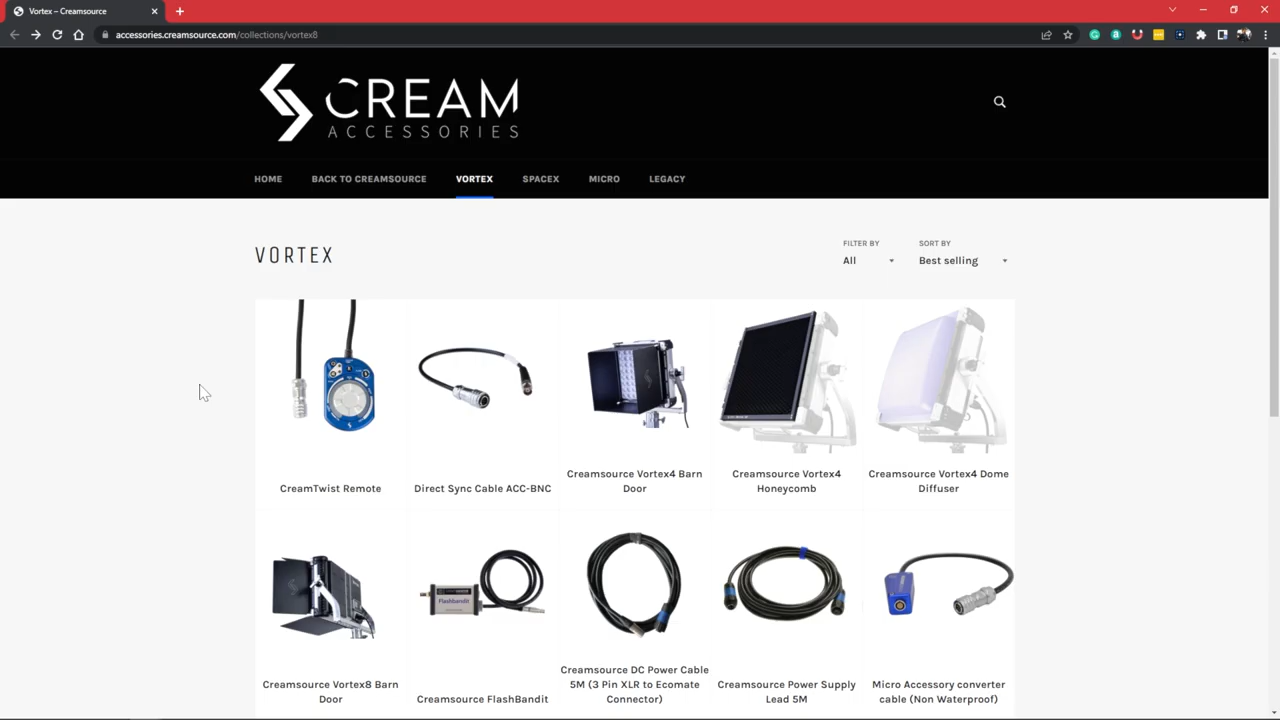 Vortex – Creamsource
accessories.creamsource.com/collections/vortex8
CREAM
ACCESSORIES
HOME
BACK TO CREAMSOURCE
VORTEX
SPACEX
MICRO
LEGACY
VORTEX
FILTER BY
All
SORT BY
Best selling
CreamTwist Remote
Direct Sync Cable ACC-BNC
Creamsource Vortex4 Barn
Door
Creamsource Vortex4
Honeycomb
Creamsource Vortex4 Dome
Diffuser
Flashbandit
Creamsource Vortex8 Barn
Door
Creamsource FlashBandit
Creamsource DC Power Cable
5M (3 Pin XLR to Ecomate
Connector)
Creamsource Power Supply
Lead 5M
Micro Accessory converter
cable (Non Waterproof)